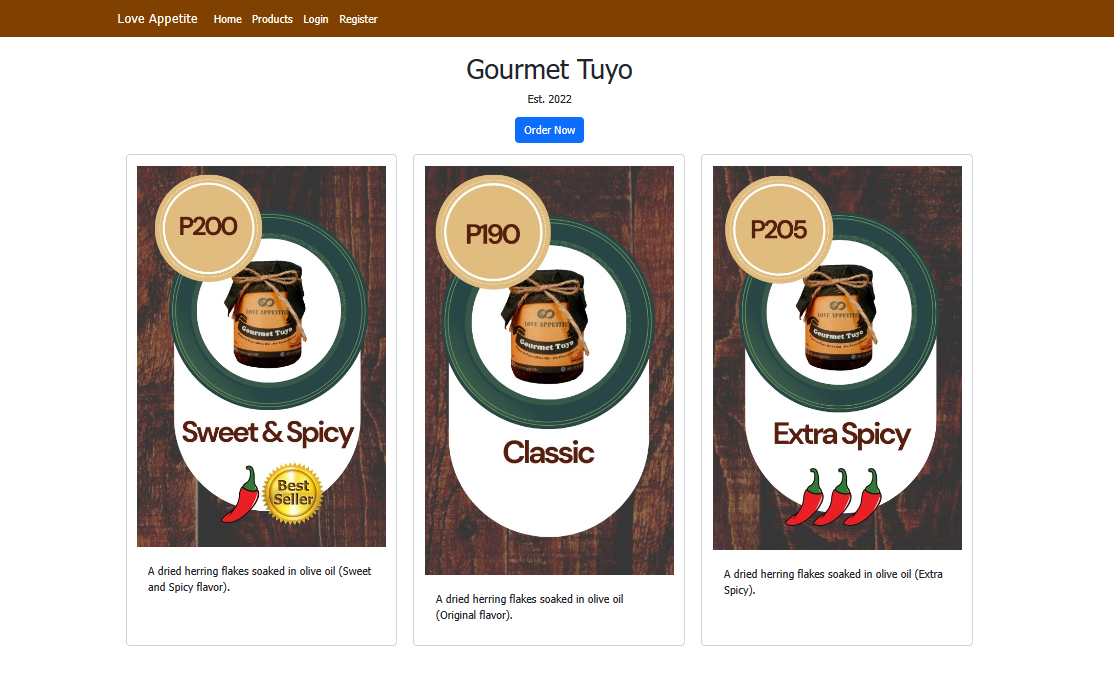 Love Appetite Home Products Login Register
Gourmet Tuyo
Est. 2022
Order Now
P200
LOVE APPETITE
Gourmet Tuyo
Sweet & Spicy
Best
Seller
A dried herring flakes soaked in olive oil (Sweet
and Spicy flavor).
P190
LOVE APPETITE
Gourmet Tuyo
Classic
A dried herring flakes soaked in olive oil
(Original flavor).
P205
LOVE APPETITE
Gourmet Tuyo
Extra Spicy
A dried herring flakes soaked in olive oil (Extra
Spicy).